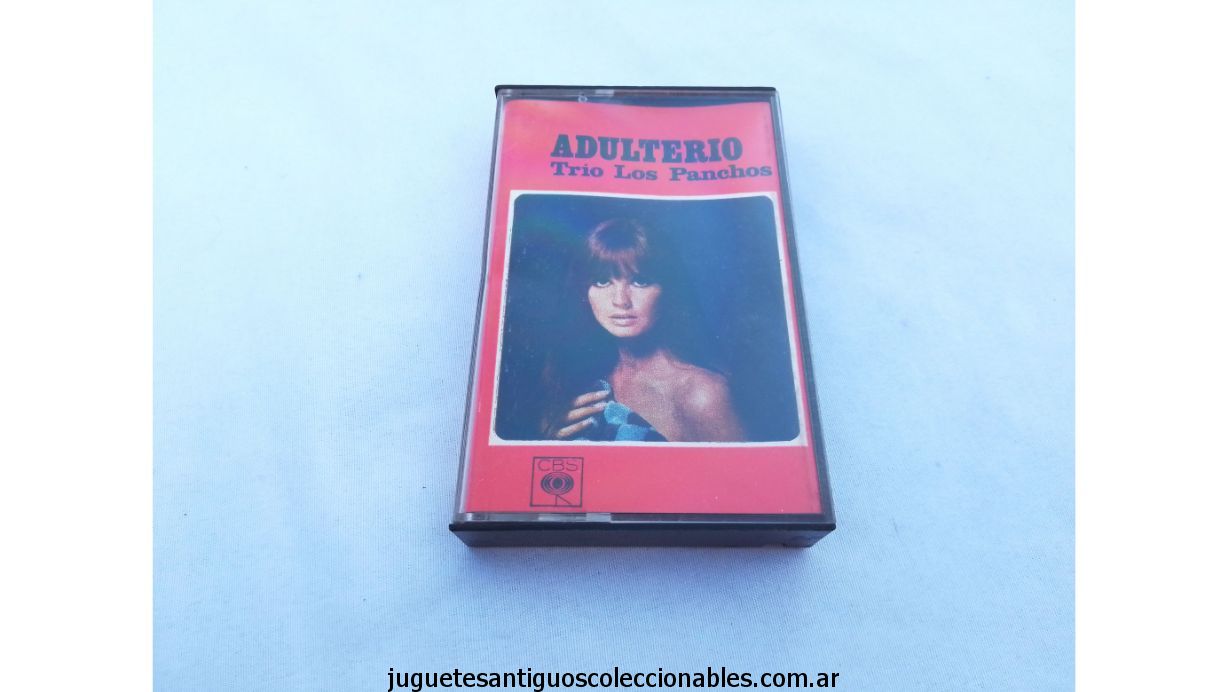 ADULTERIO
Trio Los Panchos
CBS
juguetesantiguoscoleccionables.com.ar